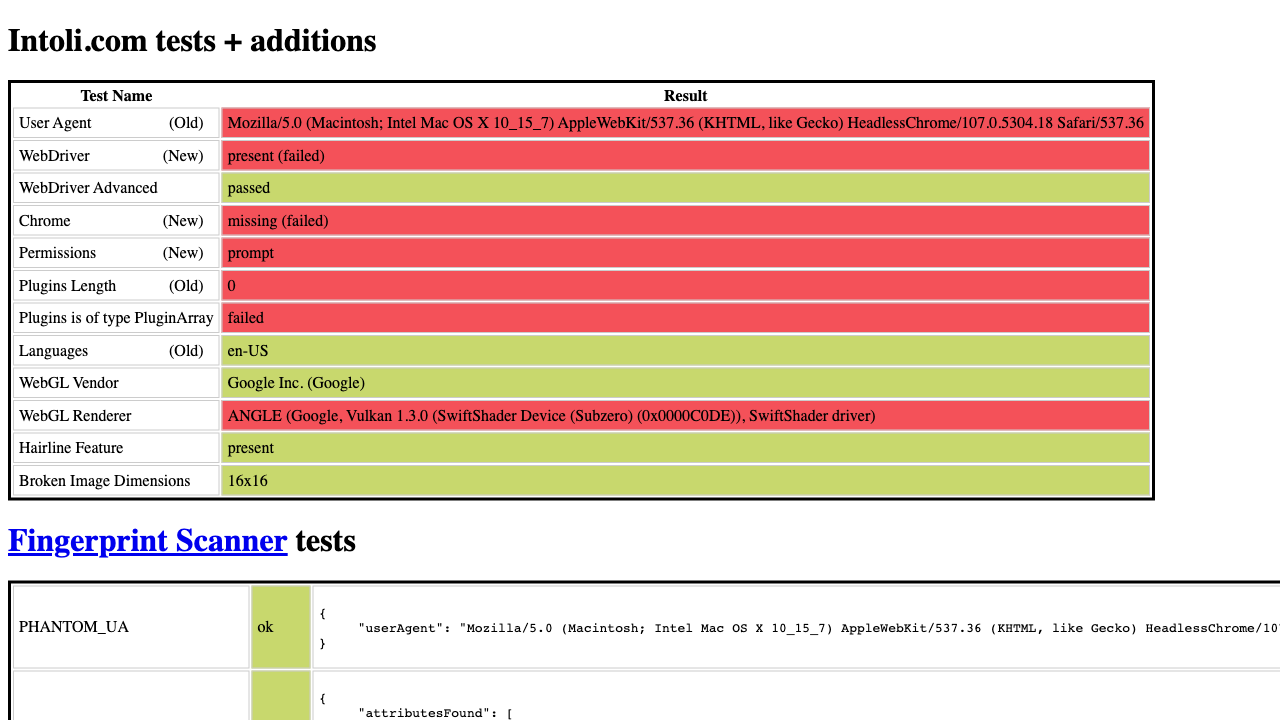 Intoli.com tests + additions
Test Name Result
User Agent (Old) Mozilla/5.0 (Macintosh; Intel Mac OS X 10_15_7) AppleWebKit/537.36 (KHTML, like Gecko) HeadlessChrome/107.0.5304.18 Safari/537.36
WebDriver (New) present (failed)
WebDriver Advanced passed
Chrome (New) missing (failed)
Permissions (New) prompt
Plugins Length (Old) 0
Plugins is of type PluginArray failed
Languages (Old) en-US
WebGL Vendor Google Inc. (Google)
WebGL Renderer ANGLE (Google, Vulkan 1.3.0 (SwiftShader Device (Subzero) (0x0000C0DE)), SwiftShader driver)
Hairline Feature present
Broken Image Dimensions 16x16
Fingerprint Scanner tests
{
PHANTOM_UA ok "userAgent": "Mozilla/5.0 (Macintosh; Intel Mac OS X 10_15_7) AppleWebKit/537.36 (KHTML, like Gecko) HeadlessChrome/10
}
{
"attributesFound": [